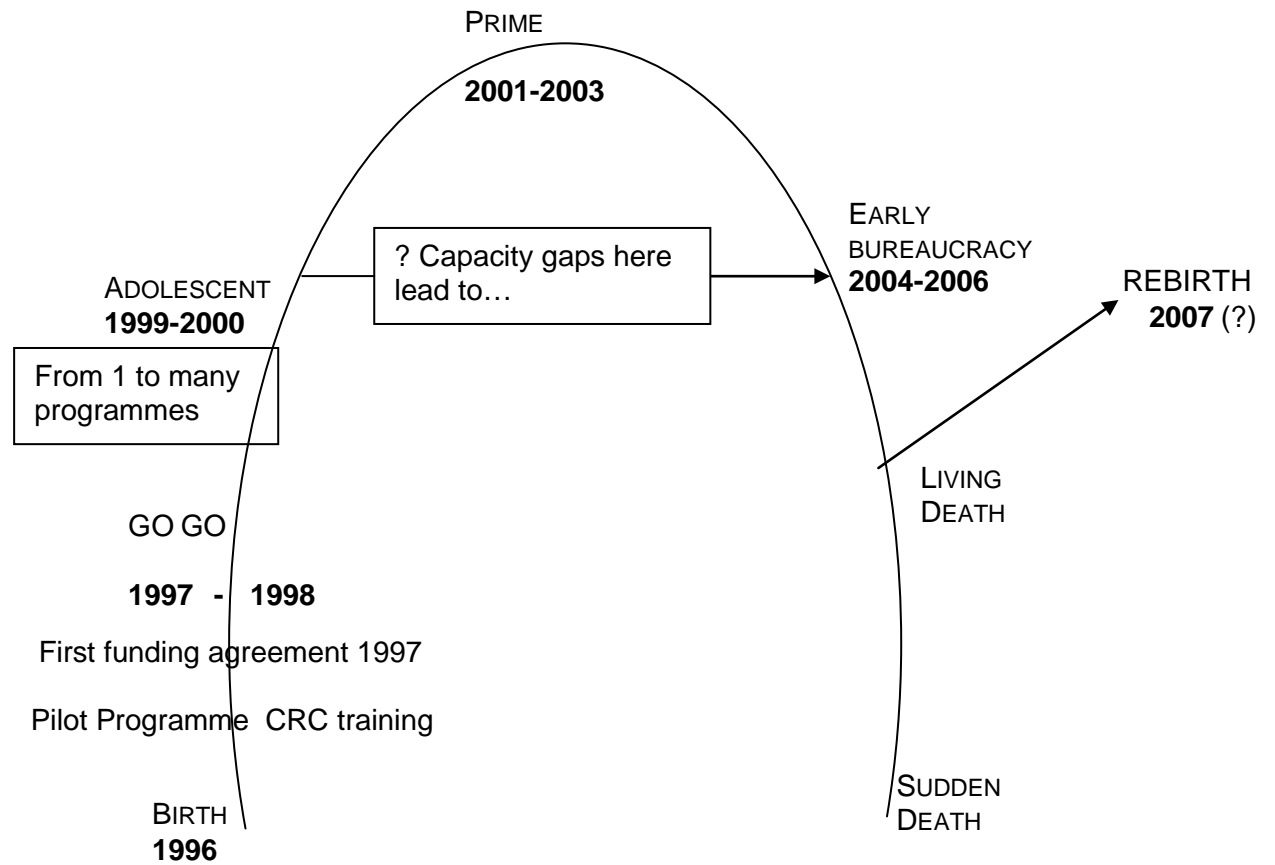 PRIME
2001-2003
EARLY
BUREAUCRACY
2004-2006
? Capacity gaps here
lead to…
REBIRTH
2007 (?)
ADOLESCENT
1999-2000
From 1 to many
programmes
LIVING
DEATH
GO GO
1997 - 1998
First funding agreement 1997
Pilot Programme CRC training
SUDDEN
DEATH
BIRTH
1996